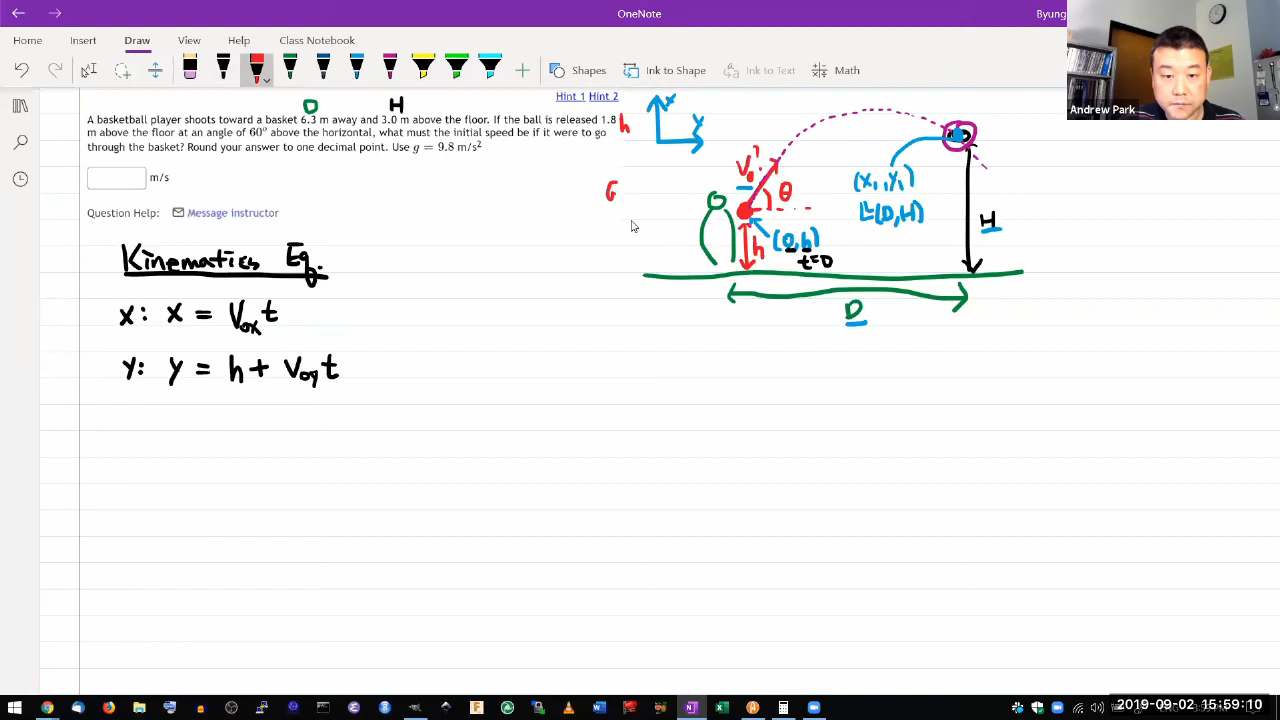 OneNote
Byung
Home Insert Draw View Help Class Notebook
Shapes Ink to Shape Ink to Text Math
Andrew Park
D H
Hint 1 Hint 2
A basketball player shoots toward a basket 6.3 m away and 3.0 m above the floor. If the ball is released 1.8
m above the floor at an angle of 60° above the horizontal, what must the initial speed be if it were to go
through the basket? Round your answer to one decimal point. Use g = 9.8 m/s²
m/s
Question Help: Message instructor
h
x
y
V₀?
θ
(x₁, y₁)
(D, H)
H
h
(0, h)
t=0
D
Kinematics Eq.
x: x = V₀ₓt
y: y = h + V₀yt
2019-09-02 15:59:10